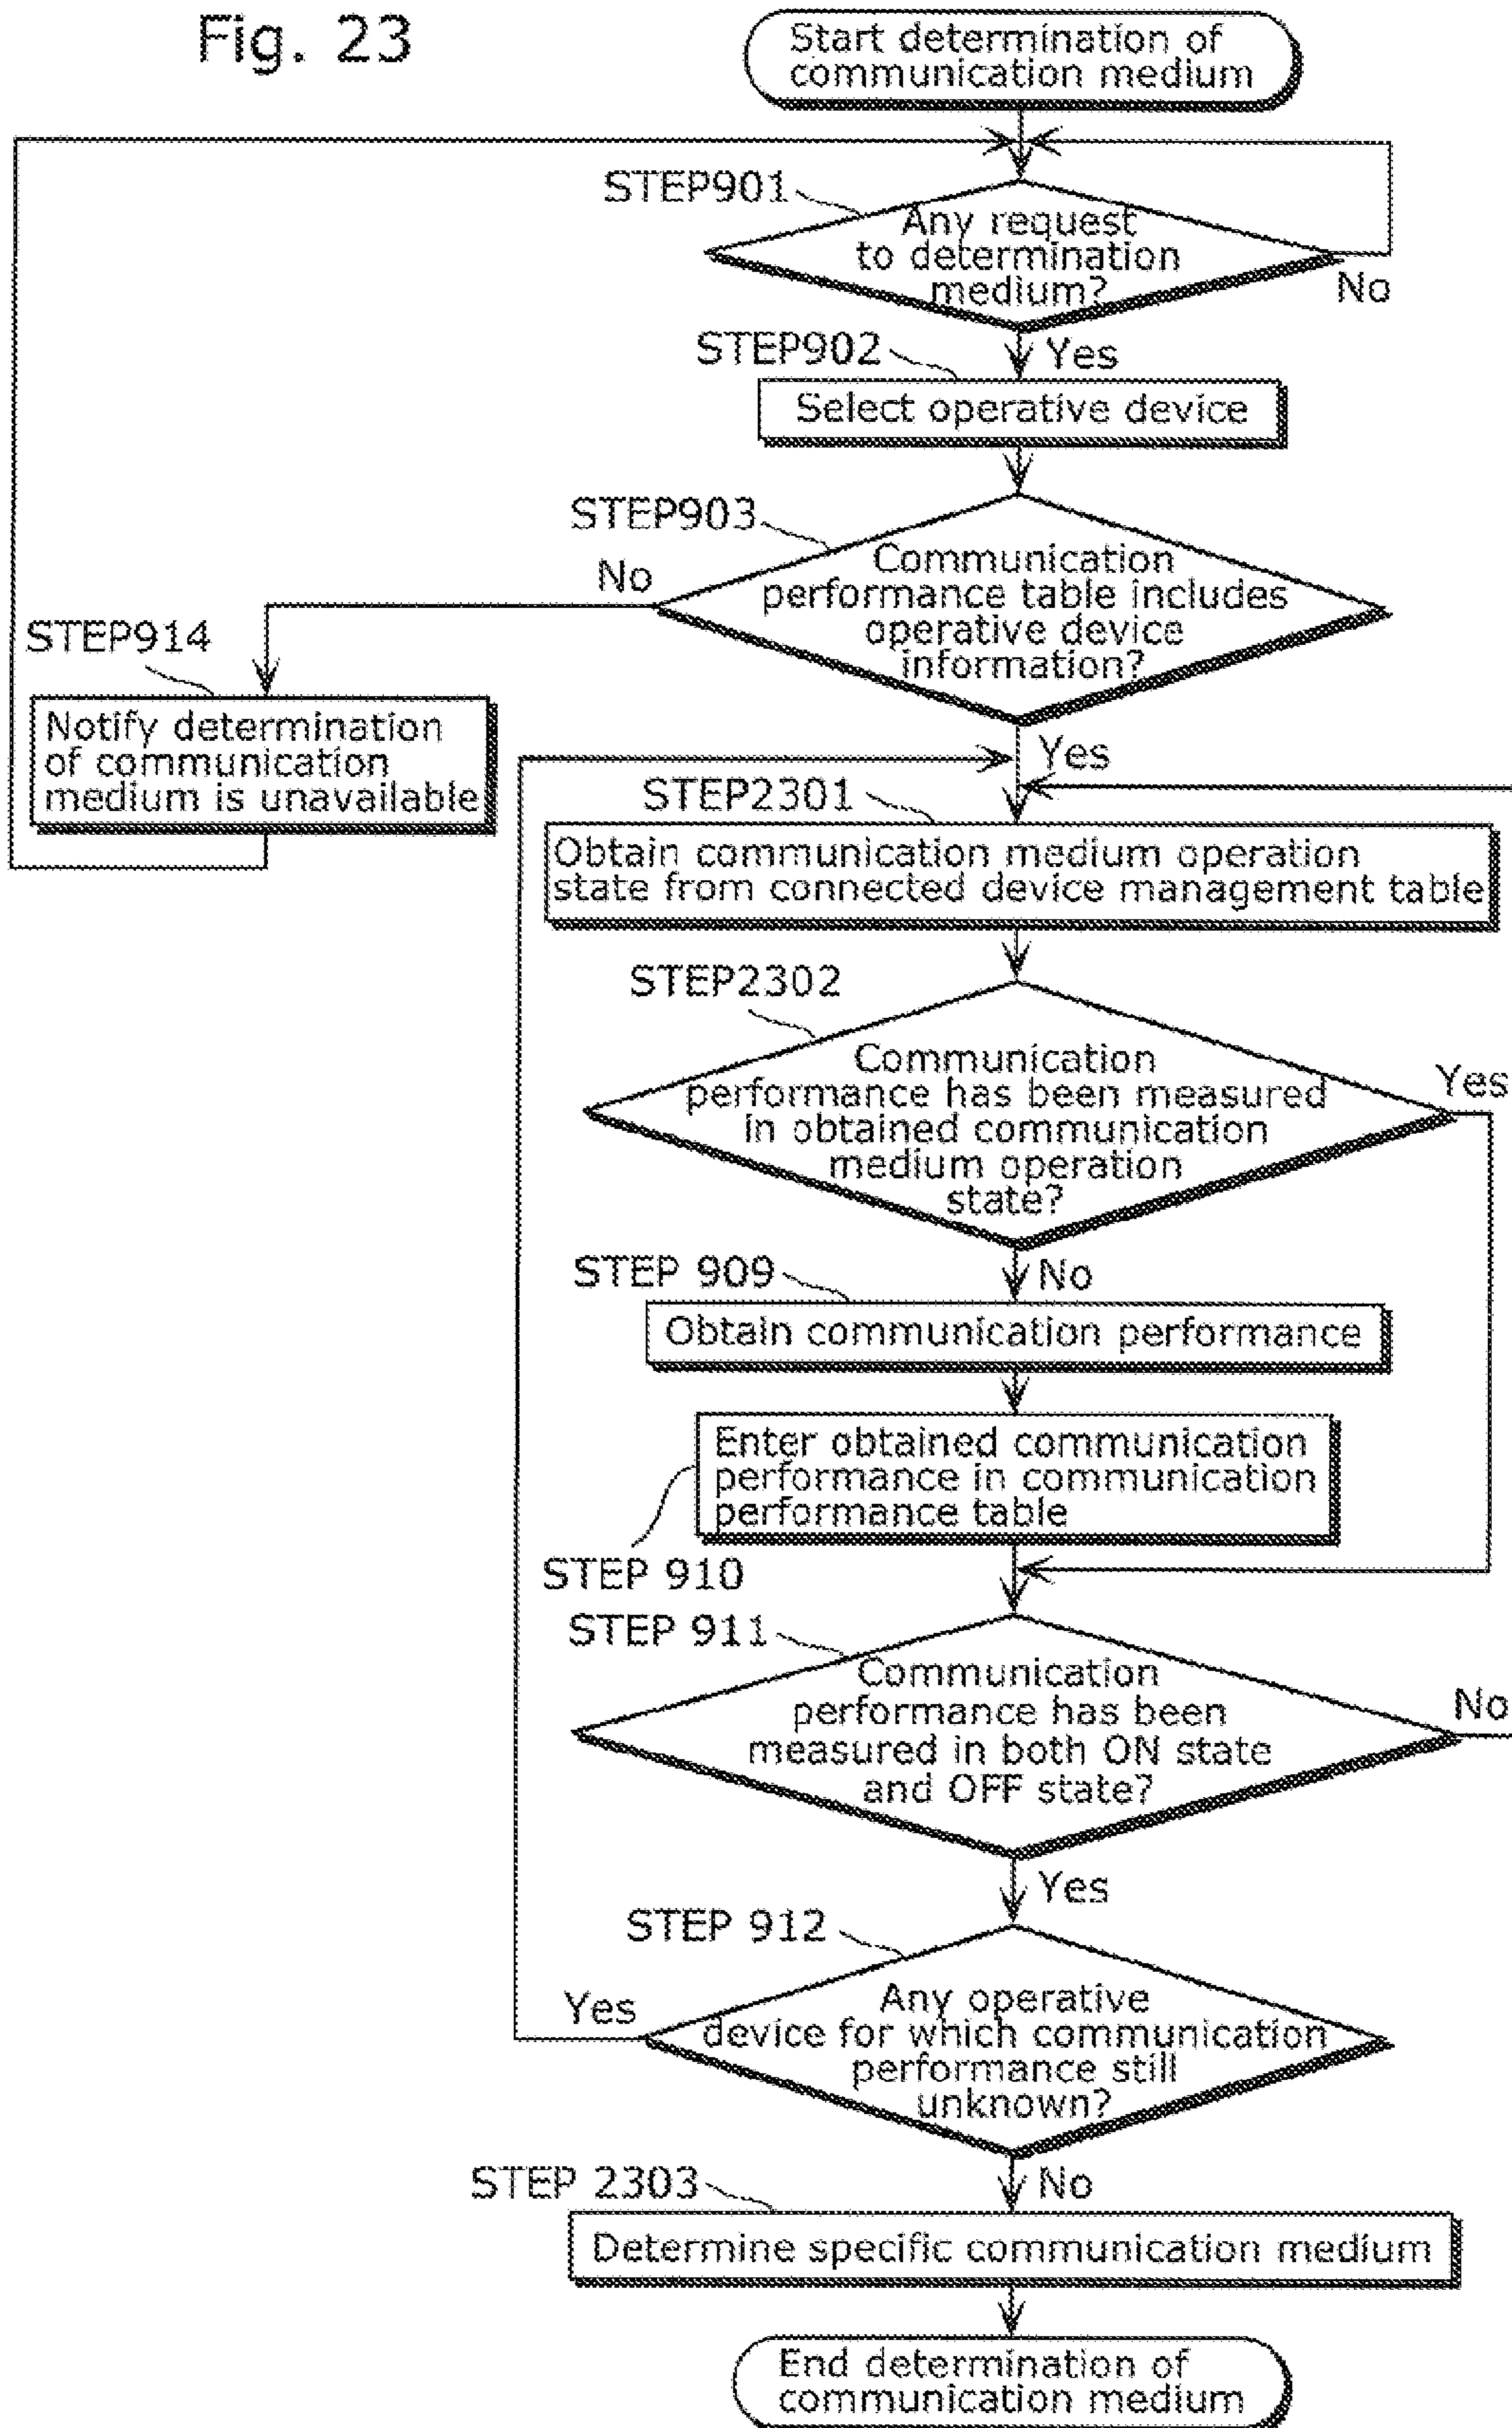 Fig. 23
Start determination of
communication medium
STEP901
Any request
to determination
medium?
No
STEP902
Yes
Select operative device
STEP903
Communication
performance table includes
operative device
information?
No
STEP914
Notify determination
of communication
medium is unavailable
Yes
STEP2301
Obtain communication medium operation
state from connected device management table
STEP2302
Communication
performance has been measured
in obtained communication
medium operation
state?
Yes
STEP 909
No
Obtain communication performance
Enter obtained communication
performance in communication
performance table
STEP 910
STEP 911
Communication
performance has been
measured in both ON state
and OFF state?
No
Yes
STEP 912
Any operative
device for which communication
performance still
unknown?
Yes
STEP 2303
No
Determine specific communication medium
End determination of
communication medium